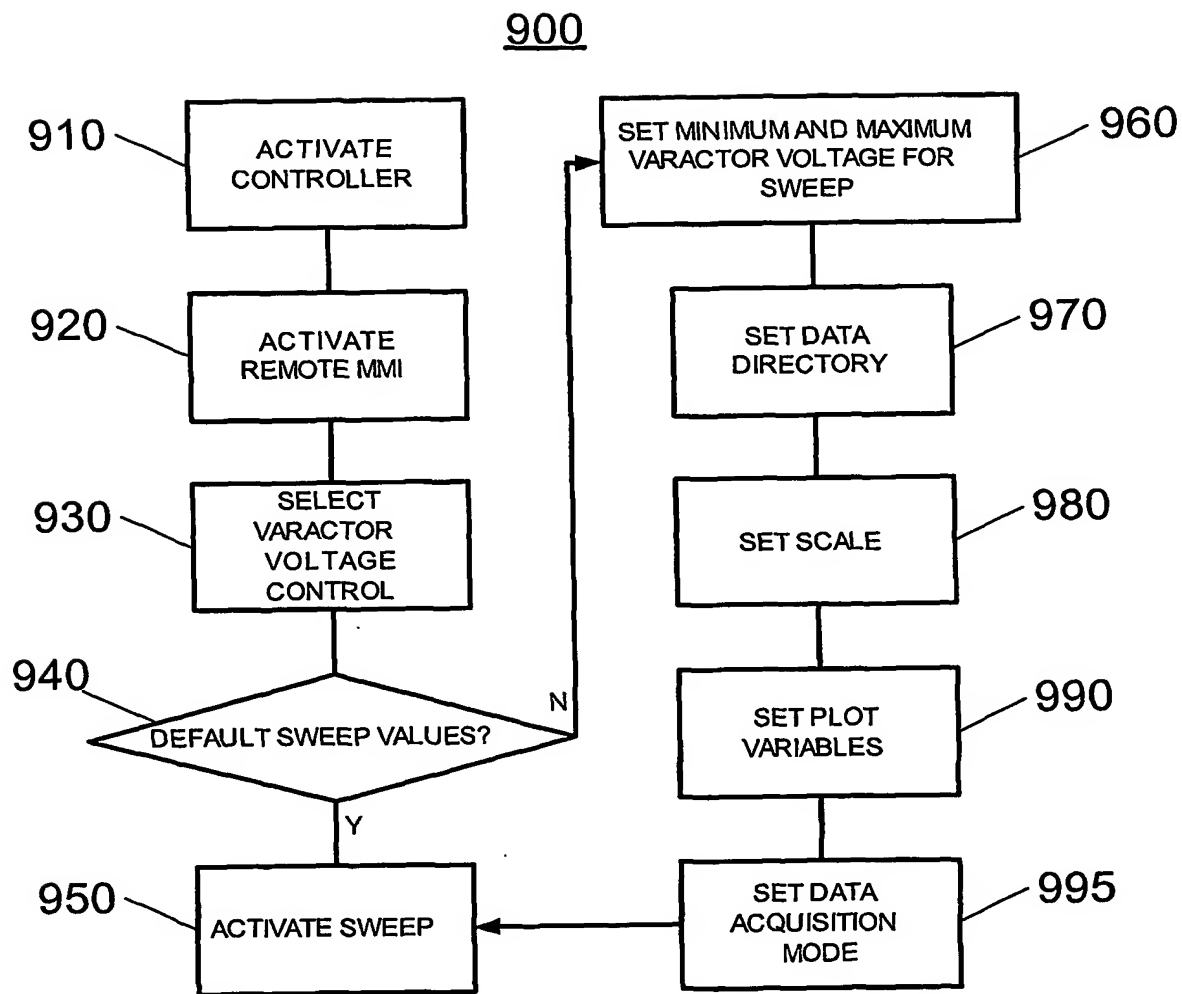 900
910
ACTIVATE
CONTROLLER
920
ACTIVATE
REMOTE MMI
930
SELECT
VARACTOR
VOLTAGE
CONTROL
940
DEFAULT SWEEP VALUES?
N
Y
950
ACTIVATE SWEEP
SET MINIMUM AND MAXIMUM
VARACTOR VOLTAGE FOR
SWEEP
960
SET DATA
DIRECTORY
970
SET SCALE
980
SET PLOT
VARIABLES
990
SET DATA
ACQUISITION
MODE
995